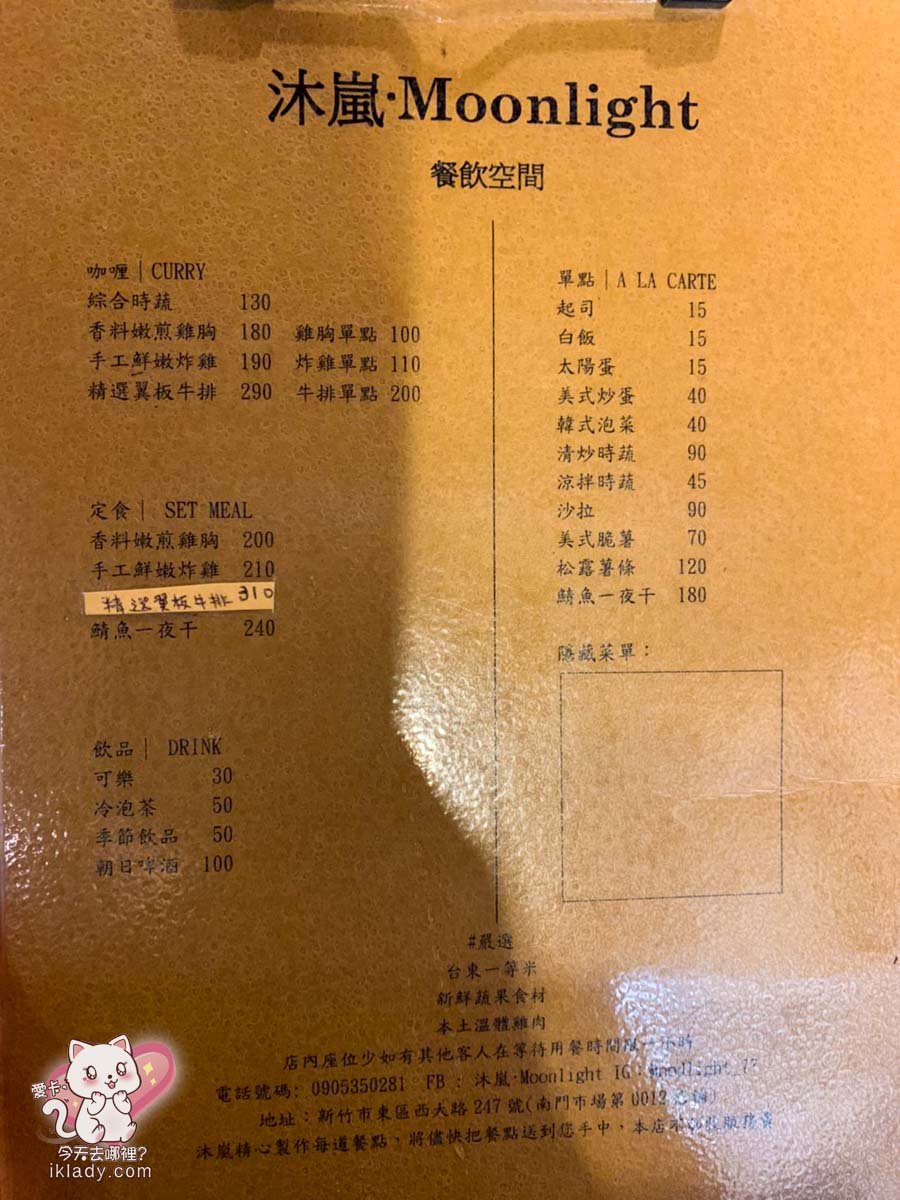 沐嵐·Moonlight
餐飲空間
咖喱｜CURRY
綜合時蔬 130
香料嫩煎雞胸 180 雞胸單點 100
手工鮮嫩炸雞 190 炸雞單點 110
精選翼板牛排 290 牛排單點 200
定食｜ SET MEAL
香料嫩煎雞胸 200
手工鮮嫩炸雞 210
精選翼板牛排 310
鯖魚一夜干 240
飲品｜ DRINK
可樂 30
冷泡茶 50
季節飲品 50
朝日啤酒 100
單點｜A LA CARTE
起司 15
白飯 15
太陽蛋 15
美式炒蛋 40
韓式泡菜 40
清炒時蔬 90
涼拌時蔬 45
沙拉 90
美式脆薯 70
松露薯條 120
鯖魚一夜干 180
隱藏菜單：
#嚴選
台東一等米
新鮮蔬果食材
本土溫體雞肉
店內座位少如有其他客人在等待用餐時間限一小時
電話號碼: 0905350281 FB : 沐嵐·Moonlight IG :
地址 : 新竹市東區西大路247號(南門市場第0012
沐嵐精心製作每道餐點，將儘快把餐點送到您手中，本店不
愛卡
今天去哪裡?
iklady.com